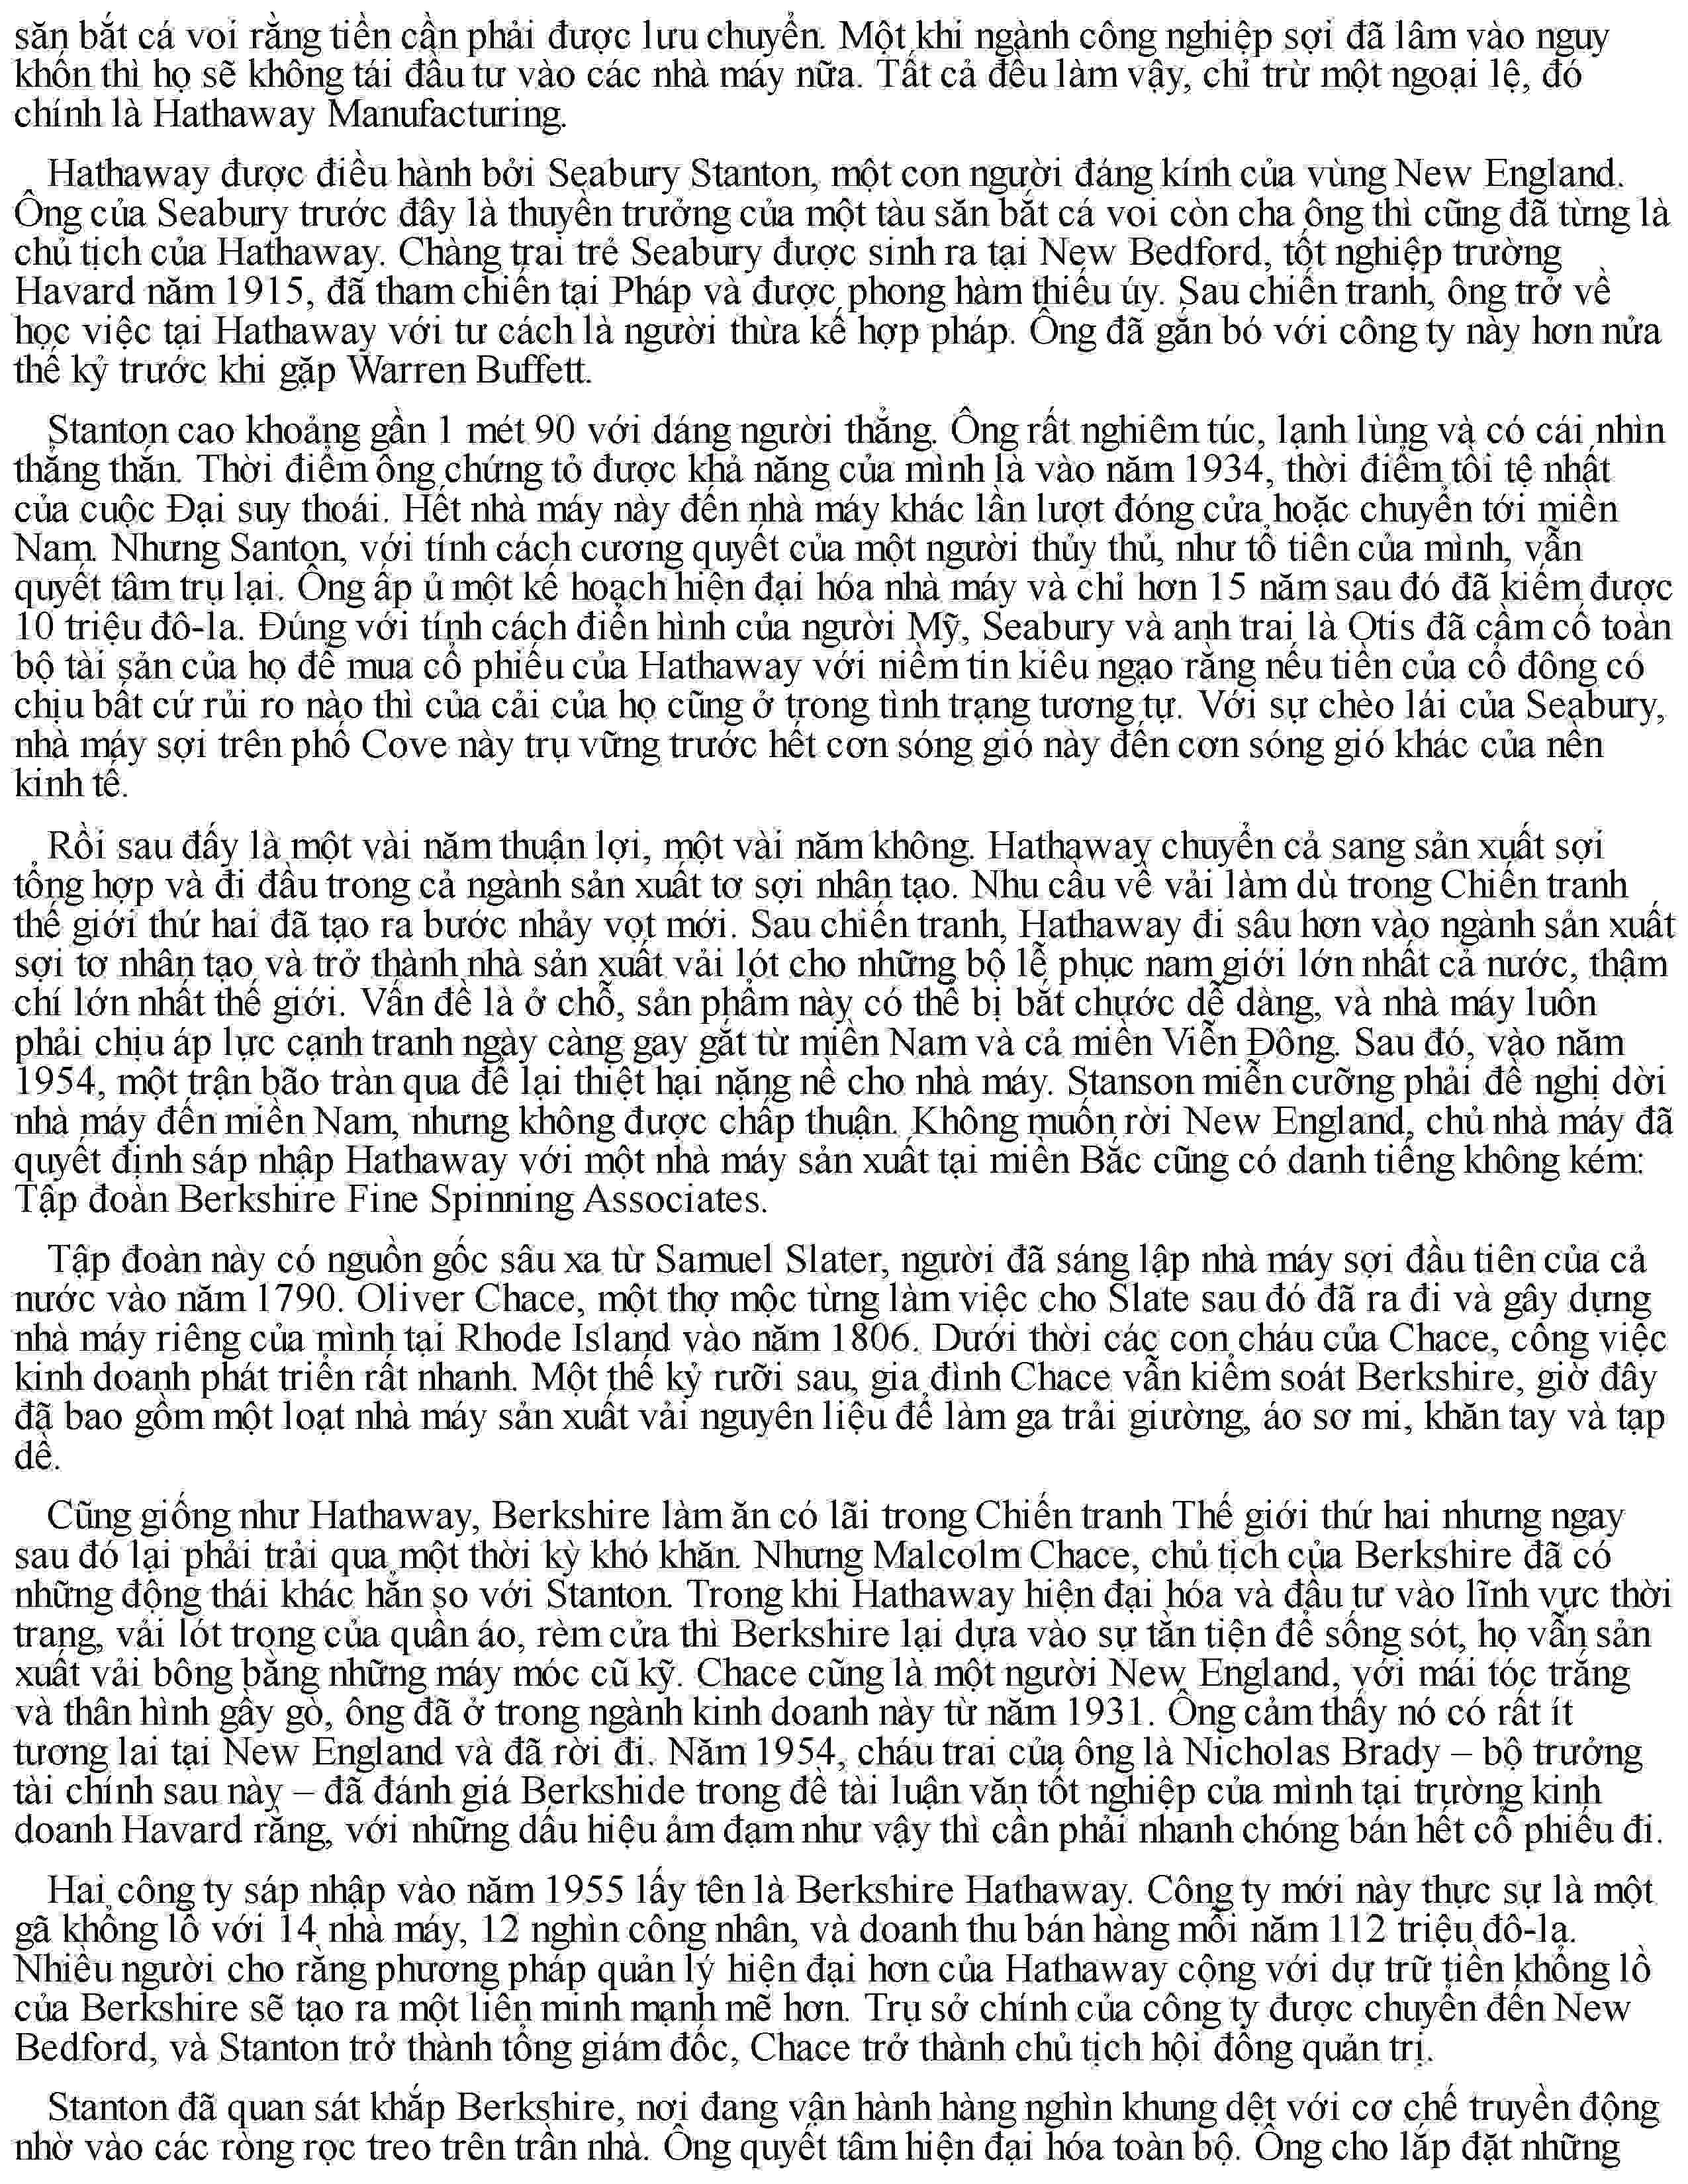 săn bắt cá voi rằng tiền cần phải được lưu chuyển. Một khi ngành công nghiệp sợi đã lâm vào nguy
khốn thì họ sẽ không tái đầu tư vào các nhà máy nữa. Tất cả đều làm vậy, chỉ trừ một ngoại lệ, đó
chính là Hathaway Manufacturing.
Hathaway được điều hành bởi Seabury Stanton, một con người đáng kính của vùng New England.
Ông của Seabury trước đây là thuyền trưởng của một tàu săn bắt cá voi còn cha ông thì cũng đã từng là
chủ tịch của Hathaway. Chàng trai trẻ Seabury được sinh ra tại New Bedford, tốt nghiệp trường
Havard năm 1915, đã tham chiến tại Pháp và được phong hàm thiếu úy. Sau chiến tranh, ông trở về
học việc tại Hathaway với tư cách là người thừa kế hợp pháp. Ông đã gắn bó với công ty này hơn nửa
thế kỷ trước khi gặp Warren Buffett.
Stanton cao khoảng gần 1 mét 90 với dáng người thẳng. Ông rất nghiêm túc, lạnh lùng và có cái nhìn
thẳng thắn. Thời điểm ông chứng tỏ được khả năng của mình là vào năm 1934, thời điểm tồi tệ nhất
của cuộc Đại suy thoái. Hết nhà máy này đến nhà máy khác lần lượt đóng cửa hoặc chuyển tới miền
Nam. Nhưng Santon, với tính cách cương quyết của một người thủy thủ, như tổ tiên của mình, vẫn
quyết tâm trụ lại. Ông ấp ủ một kế hoạch hiện đại hóa nhà máy và chỉ hơn 15 năm sau đó đã kiếm được
10 triệu đô-la. Đúng với tính cách điển hình của người Mỹ, Seabury và anh trai là Otis đã cầm cố toàn
bộ tài sản của họ để mua cổ phiếu của Hathaway với niềm tin kiêu ngạo rằng nếu tiền của cổ đông có
chịu bất cứ rủi ro nào thì của cải của họ cũng ở trong tình trạng tương tự. Với sự chèo lái của Seabury,
nhà máy sợi trên phố Cove này trụ vững trước hết cơn sóng gió này đến cơn sóng gió khác của nền
kinh tế.
Rồi sau đấy là một vài năm thuận lợi, một vài năm không. Hathaway chuyển cả sang sản xuất sợi
tổng hợp và đi đầu trong cả ngành sản xuất tơ sợi nhân tạo. Nhu cầu về vải làm dù trong Chiến tranh
thế giới thứ hai đã tạo ra bước nhảy vọt mới. Sau chiến tranh, Hathaway đi sâu hơn vào ngành sản xuất
sợi tơ nhân tạo và trở thành nhà sản xuất vải lót cho những bộ lễ phục nam giới lớn nhất cả nước, thậm
chí lớn nhất thế giới. Vấn đề là ở chỗ, sản phẩm này có thể bị bắt chước dễ dàng, và nhà máy luôn
phải chịu áp lực cạnh tranh ngày càng gay gắt từ miền Nam và cả miền Viễn Đông. Sau đó, vào năm
1954, một trận bão tràn qua để lại thiệt hại nặng nề cho nhà máy. Stanson miễn cưỡng phải đề nghị dời
nhà máy đến miền Nam, nhưng không được chấp thuận. Không muốn rời New England, chủ nhà máy đã
quyết định sáp nhập Hathaway với một nhà máy sản xuất tại miền Bắc cũng có danh tiếng không kém:
Tập đoàn Berkshire Fine Spinning Associates.
Tập đoàn này có nguồn gốc sâu xa từ Samuel Slater, người đã sáng lập nhà máy sợi đầu tiên của cả
nước vào năm 1790. Oliver Chace, một thợ mộc từng làm việc cho Slate sau đó đã ra đi và gây dựng
nhà máy riêng của mình tại Rhode Island vào năm 1806. Dưới thời các con cháu của Chace, công việc
kinh doanh phát triển rất nhanh. Một thế kỷ rưỡi sau, gia đình Chace vẫn kiểm soát Berkshire, giờ đây
đã bao gồm một loạt nhà máy sản xuất vải nguyên liệu để làm ga trải giường, áo sơ mi, khăn tay và tạp
dề.
Cũng giống như Hathaway, Berkshire làm ăn có lãi trong Chiến tranh Thế giới thứ hai nhưng ngay
sau đó lại phải trải qua một thời kỳ khó khăn. Nhưng Malcolm Chace, chủ tịch của Berkshire đã có
những động thái khác hẳn so với Stanton. Trong khi Hathaway hiện đại hóa và đầu tư vào lĩnh vực thời
trang, vải lót trong của quần áo, rèm cửa thì Berkshire lại dựa vào sự tằn tiện để sống sót, họ vẫn sản
xuất vải bông bằng những máy móc cũ kỹ. Chace cũng là một người New England, với mái tóc trắng
và thân hình gầy gò, ông đã ở trong ngành kinh doanh này từ năm 1931. Ông cảm thấy nó có rất ít
tương lai tại New England và đã rời đi. Năm 1954, cháu trai của ông là Nicholas Brady – bộ trưởng
tài chính sau này – đã đánh giá Berkshide trong đề tài luận văn tốt nghiệp của mình tại trường kinh
doanh Havard rằng, với những dấu hiệu ảm đạm như vậy thì cần phải nhanh chóng bán hết cổ phiếu đi.
Hai công ty sáp nhập vào năm 1955 lấy tên là Berkshire Hathaway. Công ty mới này thực sự là một
gã khổng lồ với 14 nhà máy, 12 nghìn công nhân, và doanh thu bán hàng mỗi năm 112 triệu đô-la.
Nhiều người cho rằng phương pháp quản lý hiện đại hơn của Hathaway cộng với dự trữ tiền khổng lồ
của Berkshire sẽ tạo ra một liên minh mạnh mẽ hơn. Trụ sở chính của công ty được chuyển đến New
Bedford, và Stanton trở thành tổng giám đốc, Chace trở thành chủ tịch hội đồng quản trị.
Stanton đã quan sát khắp Berkshire, nơi đang vận hành hàng nghìn khung dệt với cơ chế truyền động
nhờ vào các ròng rọc treo trên trần nhà. Ông quyết tâm hiện đại hóa toàn bộ. Ông cho lắp đặt những